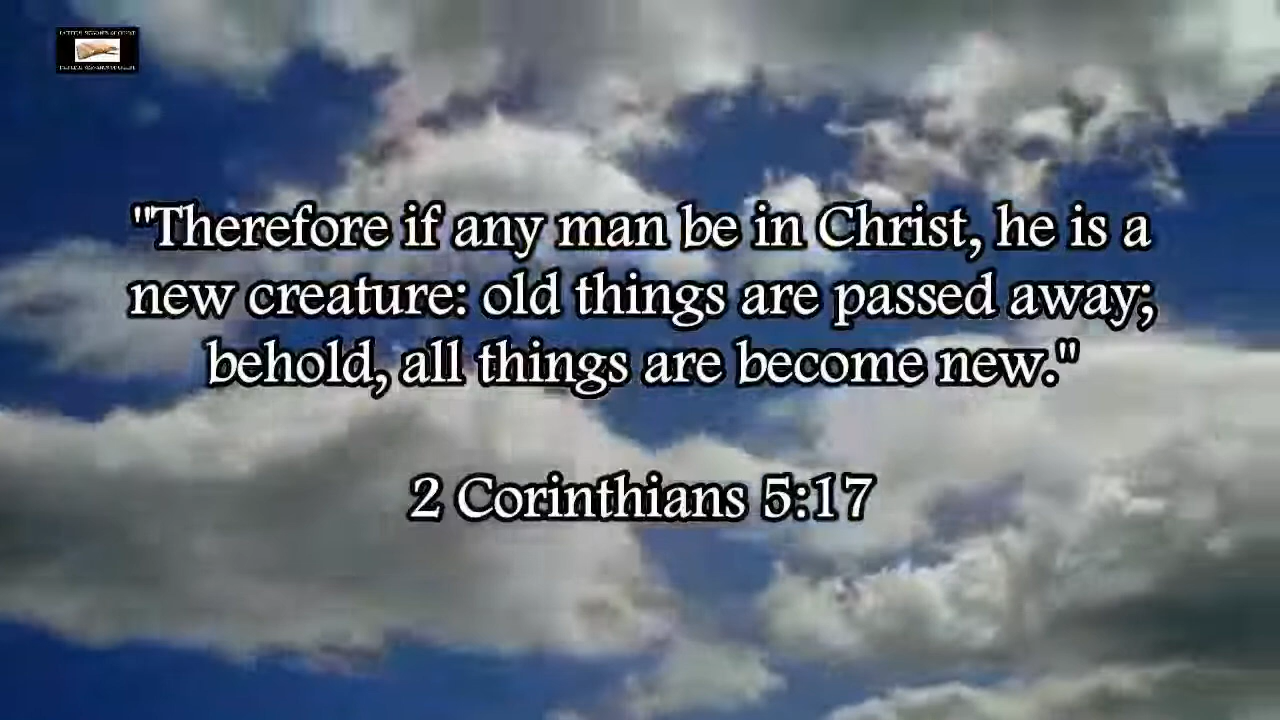 "Therefore if any man be in Christ, he is a
new creature: old things are passed away;
behold, all things are become new."
2 Corinthians 5:17